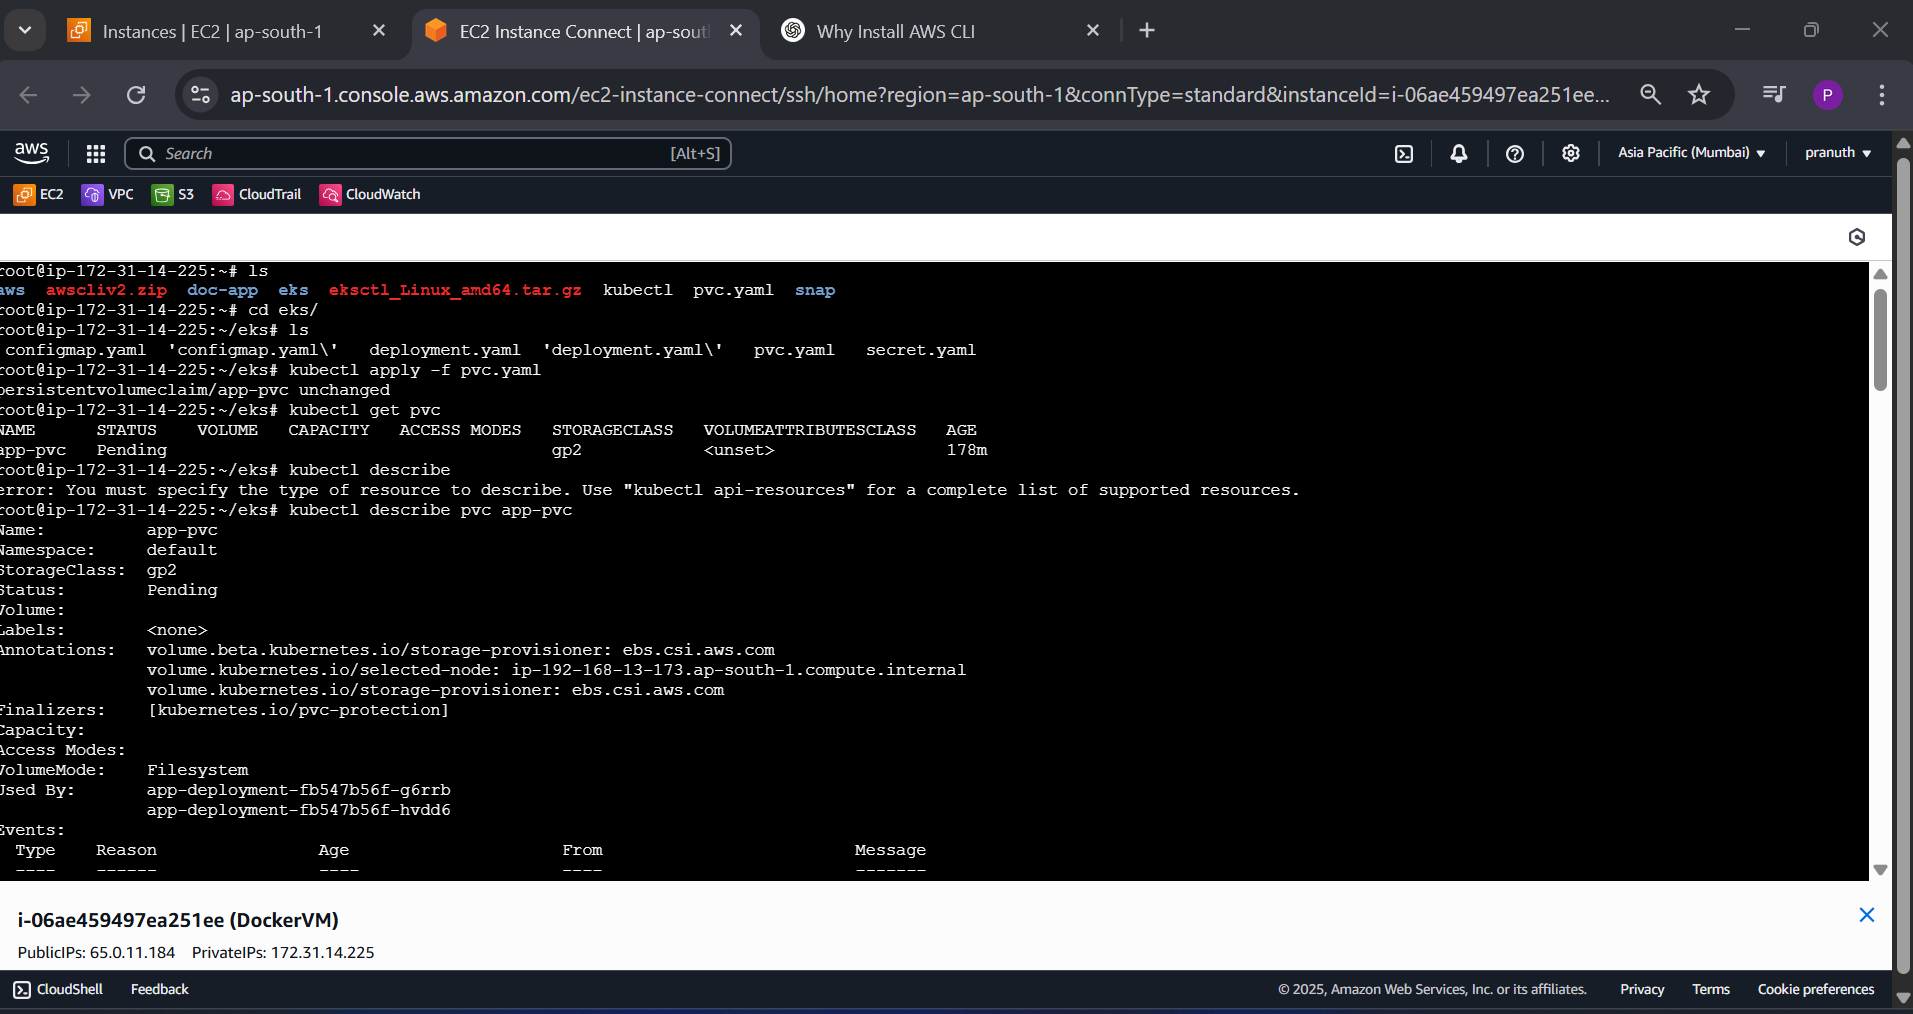 Instances | EC2 | ap-south-1
EC2 Instance Connect | ap-sout
Why Install AWS CLI
ap-south-1.console.aws.amazon.com/ec2-instance-connect/ssh/home?region=ap-south-1&connType=standard&instanceId=i-06ae459497ea251ee...
P
aws
Search
[Alt+S]
Asia Pacific (Mumbai)
pranuth
EC2
VPC
S3
CloudTrail
CloudWatch
root@ip-172-31-14-225:~# ls
aws  awscliv2.zip  doc-app  eks  eksctl_Linux_amd64.tar.gz  kubectl  pvc.yaml  snap
root@ip-172-31-14-225:~# cd eks/
root@ip-172-31-14-225:~/eks# ls
configmap.yaml  'configmap.yaml\'   deployment.yaml  'deployment.yaml\'   pvc.yaml   secret.yaml
root@ip-172-31-14-225:~/eks# kubectl apply -f pvc.yaml
persistentvolumeclaim/app-pvc unchanged
root@ip-172-31-14-225:~/eks# kubectl get pvc
NAME      STATUS    VOLUME   CAPACITY   ACCESS MODES   STORAGECLASS   VOLUMEATTRIBUTESCLASS   AGE
app-pvc   Pending                                      gp2            <unset>                 178m
root@ip-172-31-14-225:~/eks# kubectl describe
error: You must specify the type of resource to describe. Use "kubectl api-resources" for a complete list of supported resources.
root@ip-172-31-14-225:~/eks# kubectl describe pvc app-pvc
Name:          app-pvc
Namespace:     default
StorageClass:  gp2
Status:        Pending
Volume:
Labels:        <none>
Annotations:   volume.beta.kubernetes.io/storage-provisioner: ebs.csi.aws.com
volume.kubernetes.io/selected-node: ip-192-168-13-173.ap-south-1.compute.internal
volume.kubernetes.io/storage-provisioner: ebs.csi.aws.com
Finalizers:    [kubernetes.io/pvc-protection]
Capacity:
Access Modes:
VolumeMode:    Filesystem
Used By:       app-deployment-fb547b56f-g6rrb
app-deployment-fb547b56f-hvdd6
Events:
Type    Reason                Age                     From                         Message
----    ------                ----                    ----                         -------
i-06ae459497ea251ee (DockerVM)
PublicIPs: 65.0.11.184   PrivateIPs: 172.31.14.225
CloudShell
Feedback
© 2025, Amazon Web Services, Inc. or its affiliates.
Privacy
Terms
Cookie preferences